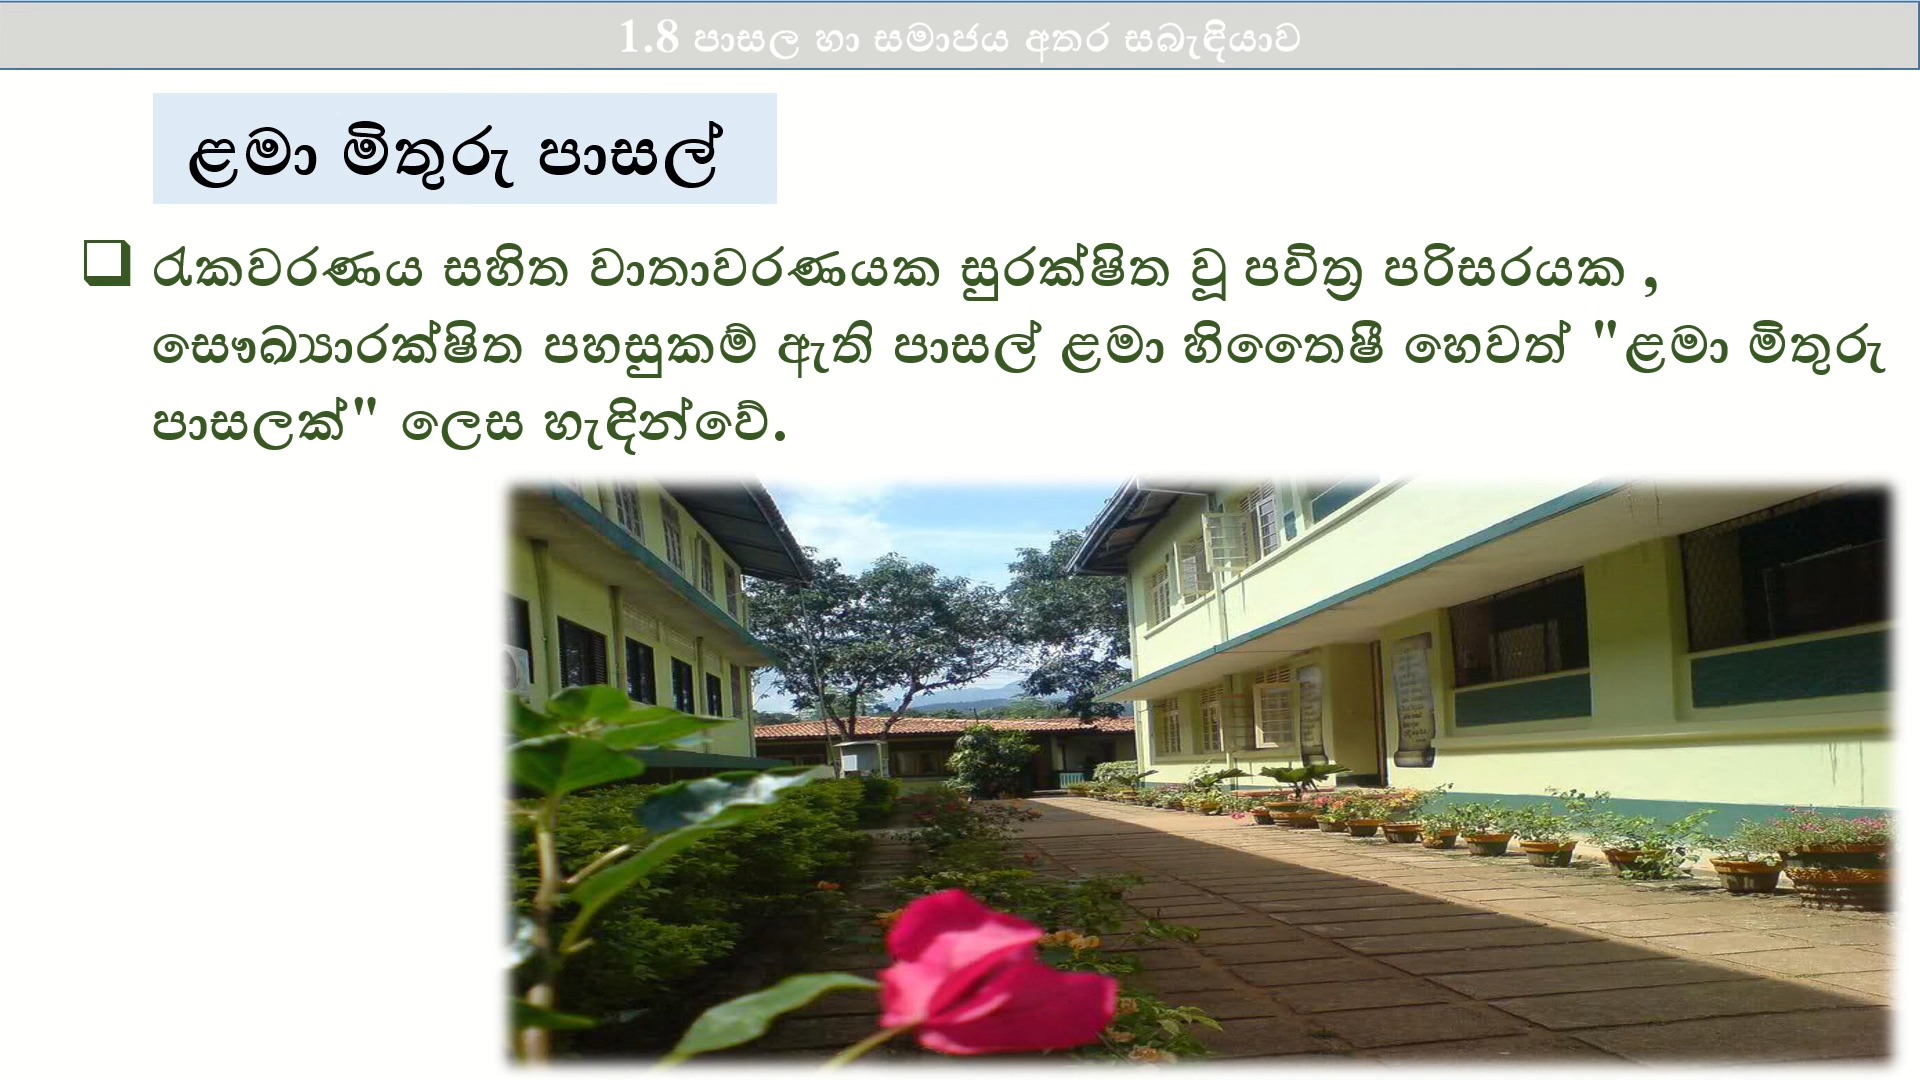 1.8 පාසල හා සමාජය අතර සබැඳියාව
ළමා මිතුරු පාසල්
රැකවරණය සහිත වාතාවරණයක සුරක්ෂිත වූ පවිත්‍ර පරිසරයක ,
සෞඛ්‍යාරක්ෂිත පහසුකම් ඇති පාසල් ළමා හිතෛෂී හෙවත් "ළමා මිතුරු
පාසලක්" ලෙස හැඳින්වේ.